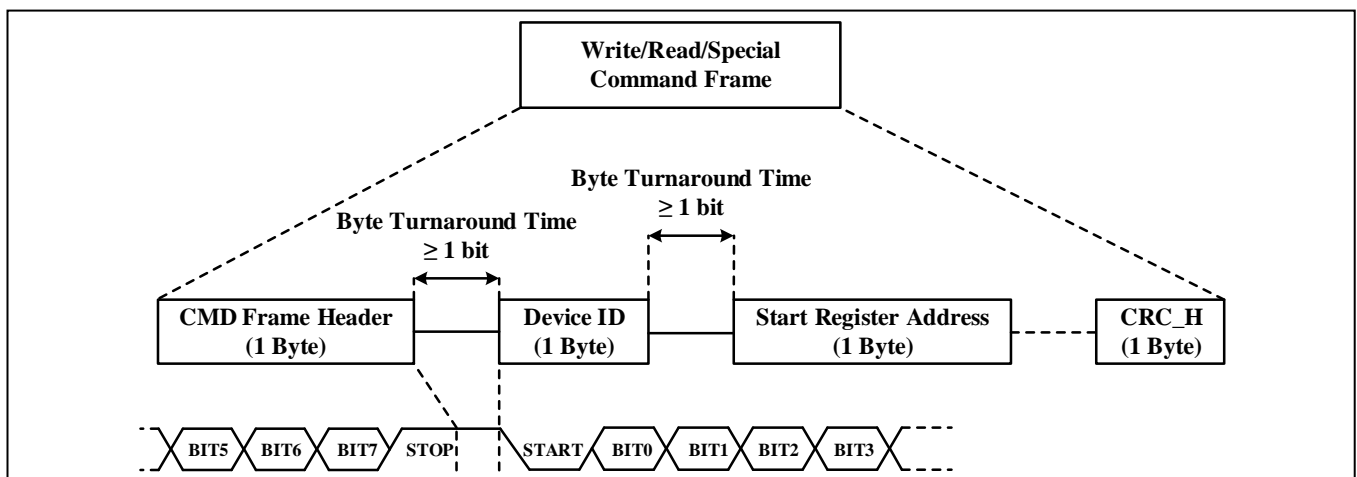 Write/Read/Special
Command Frame
Byte Turnaround Time
≥ 1 bit
Byte Turnaround Time
≥ 1 bit
CMD Frame Header
(1 Byte)
Device ID
(1 Byte)
Start Register Address
(1 Byte)
CRC_H
(1 Byte)
BIT5 BIT6 BIT7 STOP START BIT0 BIT1 BIT2 BIT3